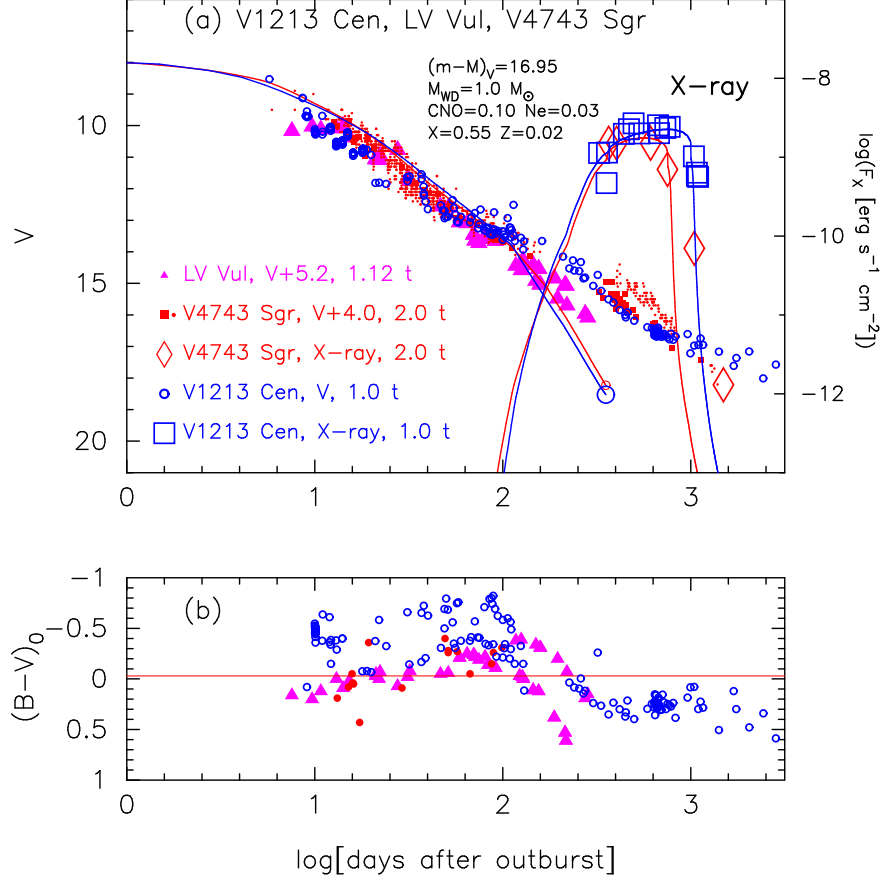 (a) V1213 Cen, LV Vul, V4743 Sgr
(m−M)V=16.95
MWD=1.0 M⊙
CNO=0.10 Ne=0.03
X=0.55 Z=0.02
X−ray
−8
10
V
log(FX [erg s−1 cm−2])
−10
15
LV Vul, V+5.2, 1.12 t
V4743 Sgr, V+4.0, 2.0 t
V4743 Sgr, X−ray, 2.0 t
V1213 Cen, V, 1.0 t
V1213 Cen, X−ray, 1.0 t
−12
20
0 1 2 3
−1
(b)
−0.5
(B−V)0
0
0.5
1
0 1 2 3
log[days after outburst]